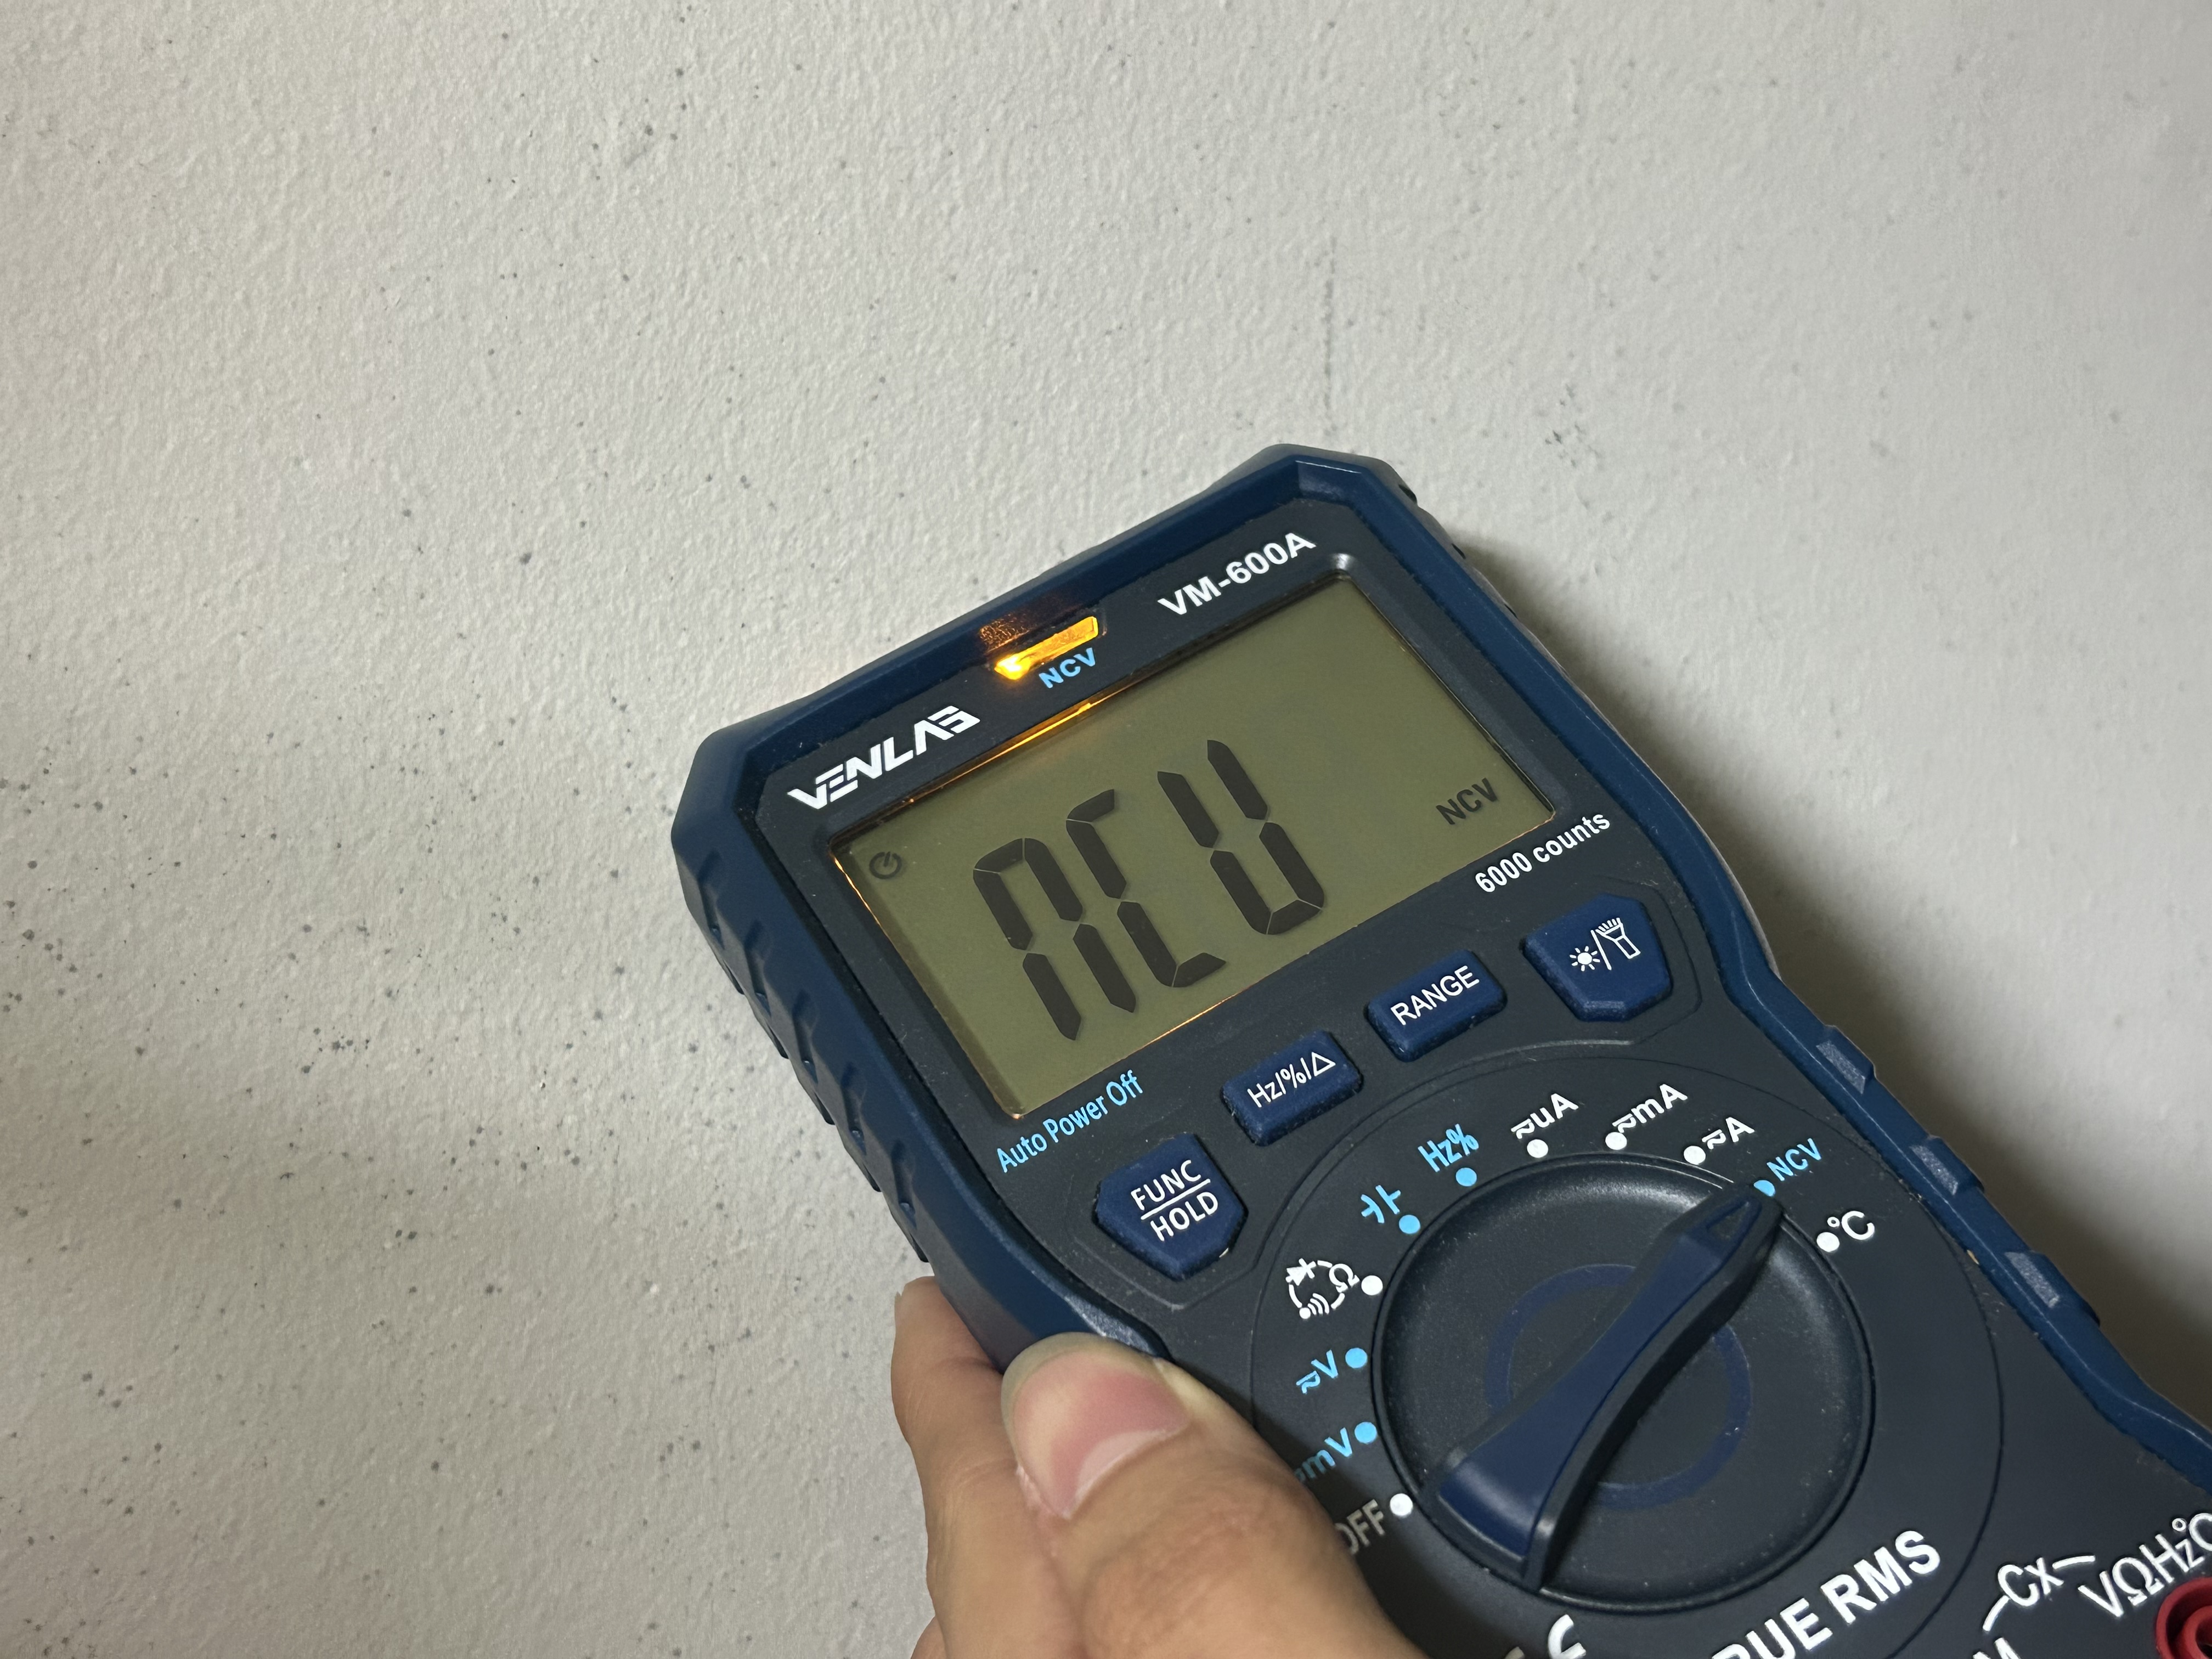 VENLAB
NCV
VM-600A
NCV
NCV
6000 counts
Auto Power Off
FUNC
HOLD
Hz/%/△
RANGE
Hz%
≂uA
≂mA
≂A
NCV
°C
Ω
≂V
mV
OFF
RUE RMS
Cx
VΩHz°C